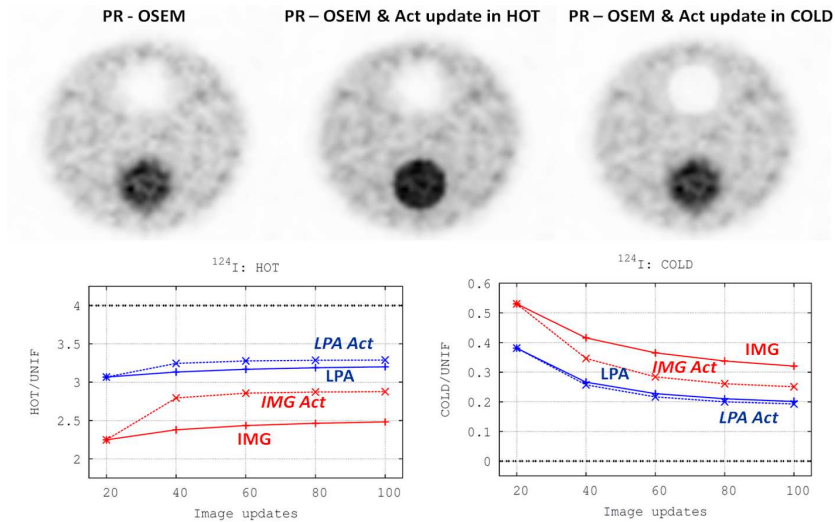 PR - OSEM
PR – OSEM & Act update in HOT
PR – OSEM & Act update in COLD
124I: HOT
4
3.5
3
2.5
2
HOT/UNIF
LPA Act
LPA
IMG Act
IMG
20 40 60 80 100
Image updates
124I: COLD
0.6
0.5
0.4
0.3
0.2
0.1
0
COLD/UNIF
IMG
LPA
IMG Act
LPA Act
20 40 60 80 100
Image updates